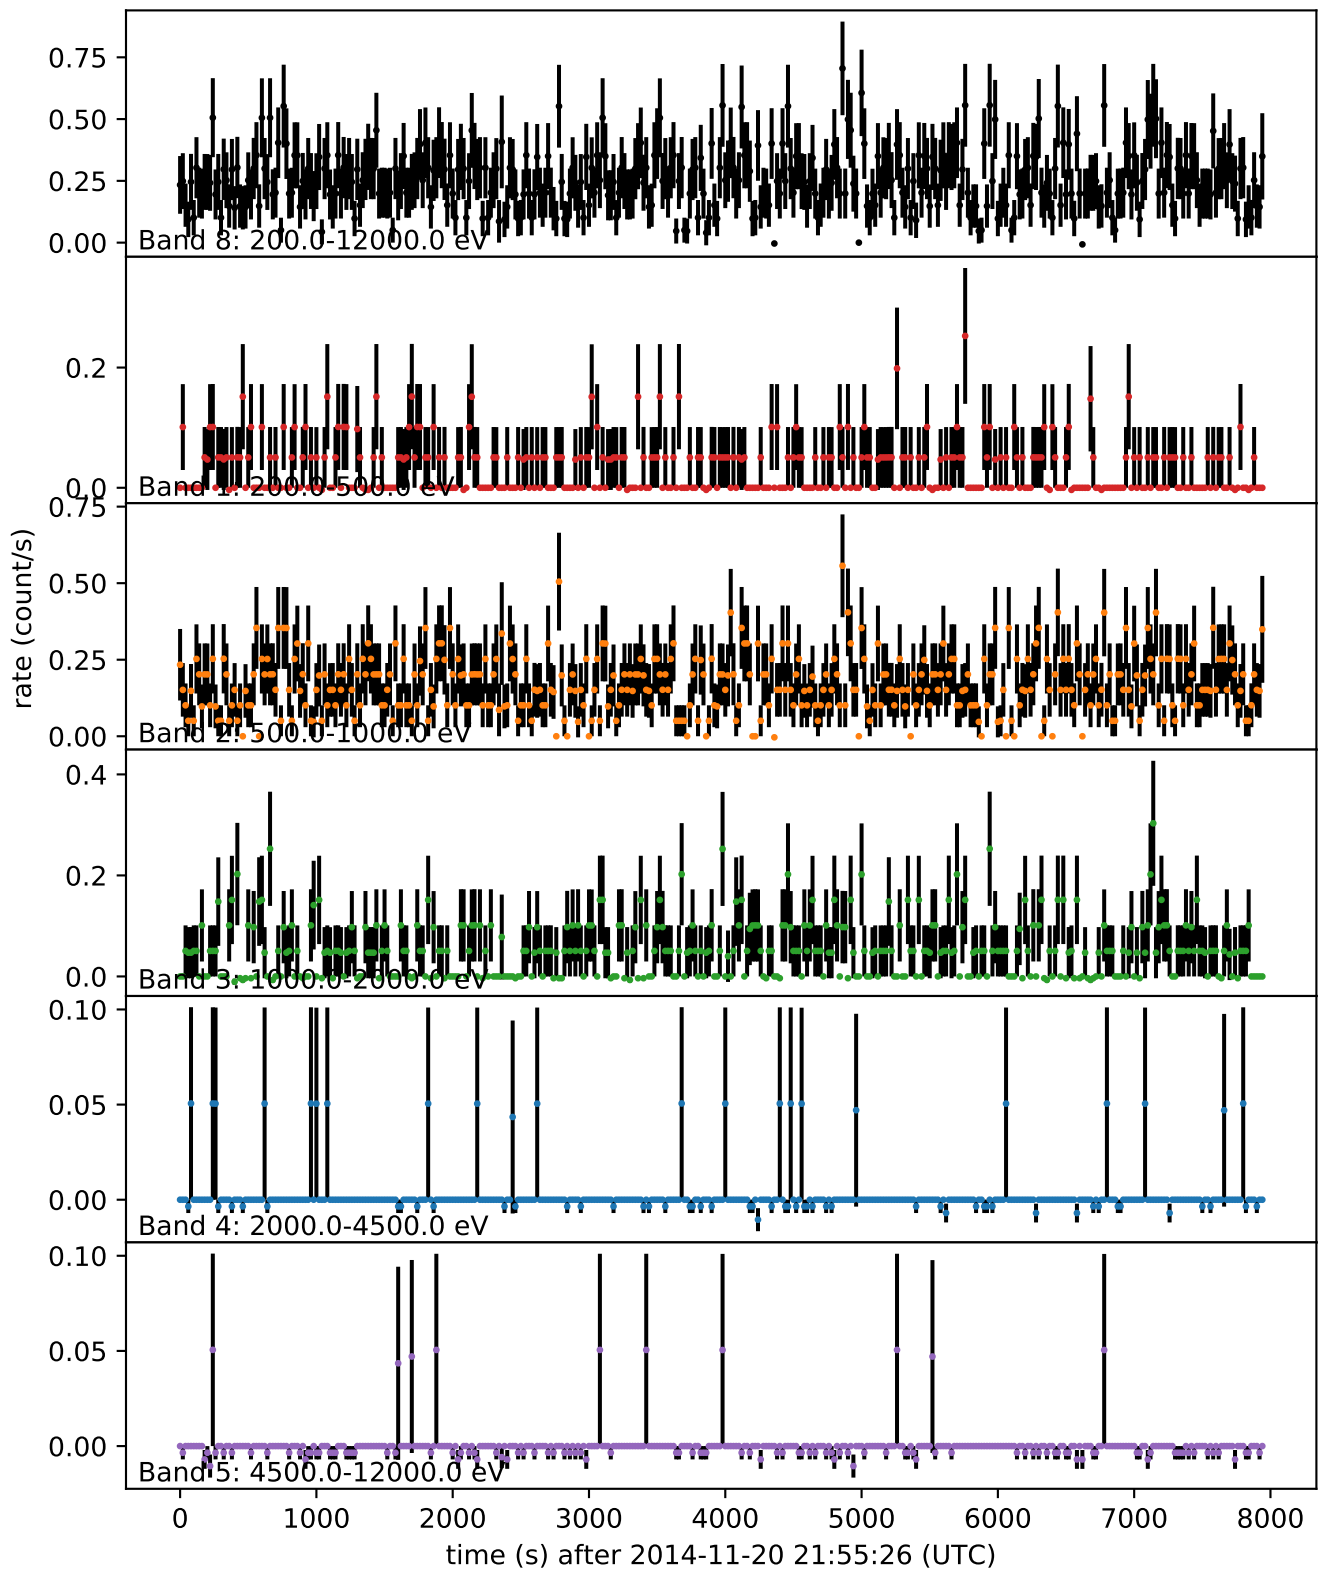 0.75
0.50
0.25
0.00
Band 8: 200.0-12000.0 eV
0.2
0.0
Band 1: 200.0-500.0 eV
0.75
0.50
0.25
0.00
Band 2: 500.0-1000.0 eV
rate (count/s)
0.4
0.2
0.0
Band 3: 1000.0-2000.0 eV
0.10
0.05
0.00
Band 4: 2000.0-4500.0 eV
0.10
0.05
0.00
Band 5: 4500.0-12000.0 eV
0 1000 2000 3000 4000 5000 6000 7000 8000
time (s) after 2014-11-20 21:55:26 (UTC)